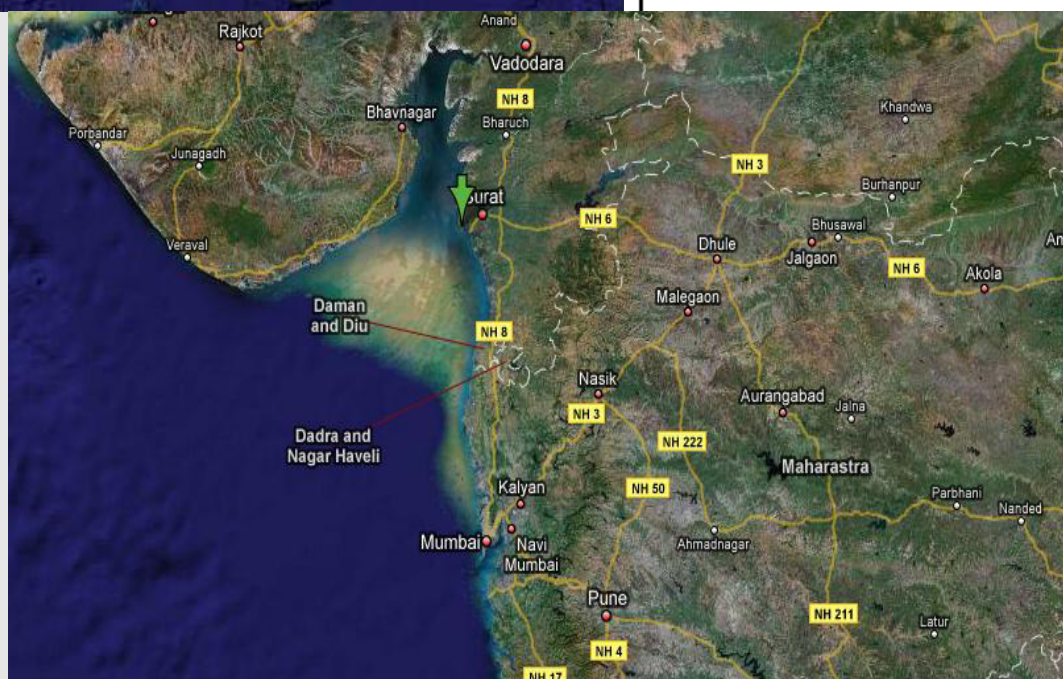 Anand
Rajkot
Vadodara
NH 8
Khandwa
Bhavnagar
Bharuch
Porbandar
Junagadh
NH 3
Burhanpur
Surat
NH 6
Bhusawal
Veraval
Dhule
Jalgaon
NH 6
Akola
Malegaon
Daman
and Diu
NH 8
Nasik
NH 3
Aurangabad
Jalna
Dadra and
Nagar Haveli
NH 222
Maharastra
Kalyan
NH 50
Parbhani
Nanded
Mumbai
Navi
Mumbai
Ahmadnagar
Pune
NH 211
Latur
NH 4
NH 17